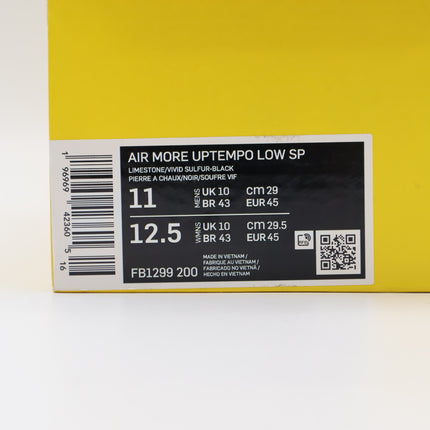 AIR MORE UPTEMPO LOW SP
LIMESTONE/VIVID SULFUR-BLACK
PIERRE A CHAUX/NOIR/SOUFRE VIF
11 MENS UK 10 CM 29
BR 43 EUR 45
12.5 WMNS UK 10 CM 29.5
BR 43 EUR 45
FB1299 200
MADE IN VIETNAM /
FABRIQUE AU VIETNAM /
FABRICADO NO VIETNÃ /
HECHO EN VIETNAM
1 96969 42360 5 16